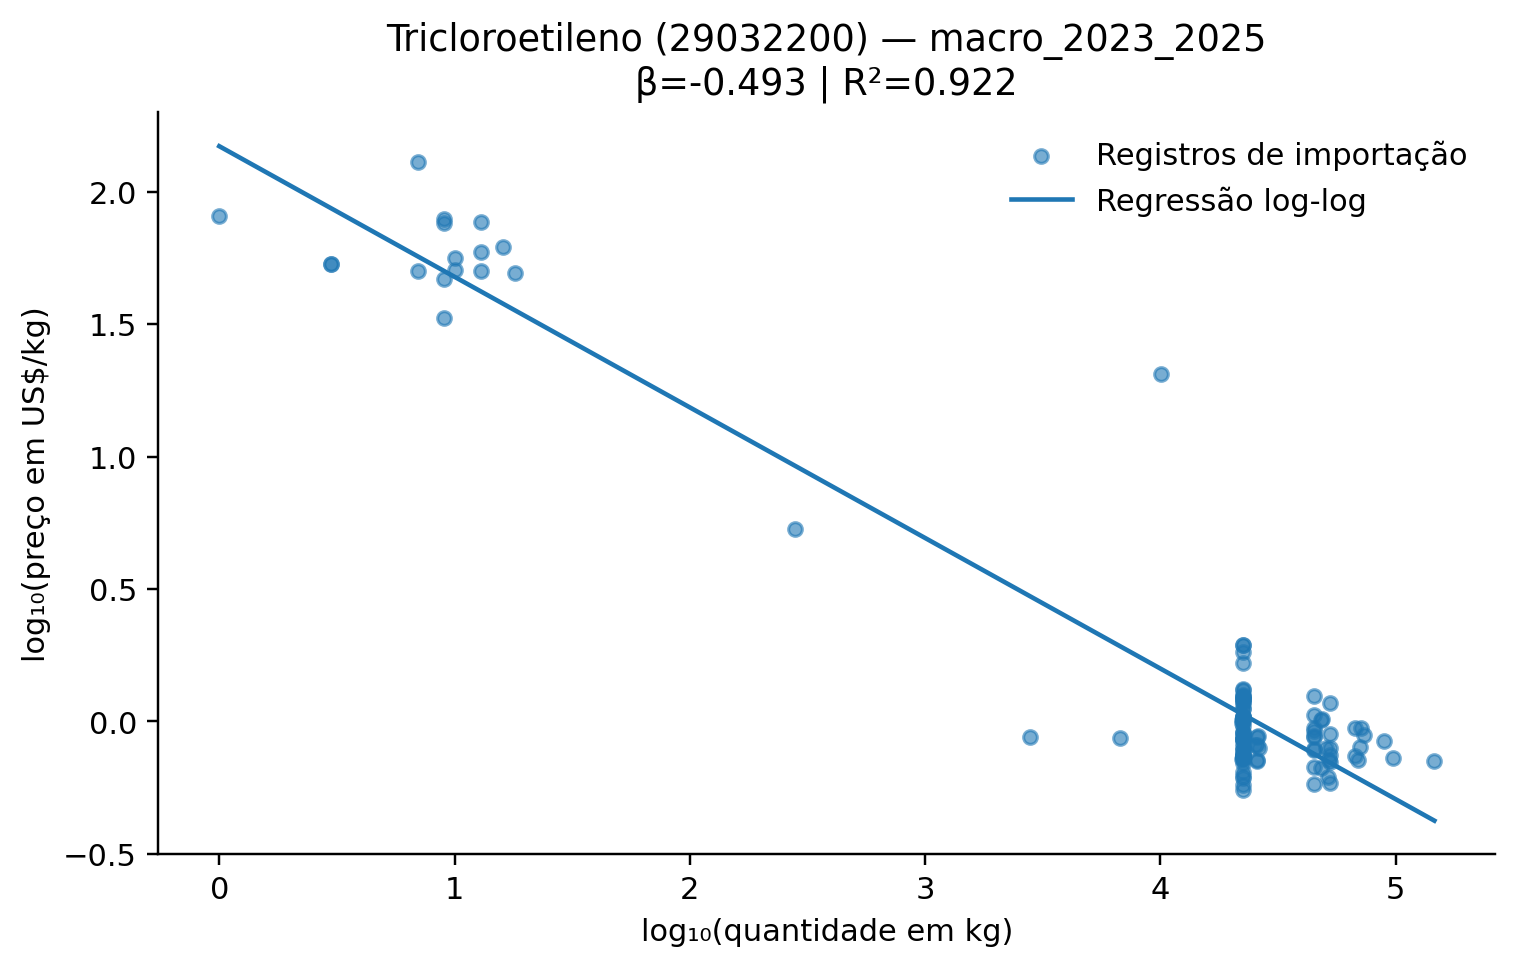 Tricloroetileno (29032200) — macro_2023_2025
β=-0.493 | R²=0.922
Registros de importação
Regressão log-log
log₁₀(preço em US$/kg)
2.0
1.5
1.0
0.5
0.0
−0.5
0 1 2 3 4 5
log₁₀(quantidade em kg)